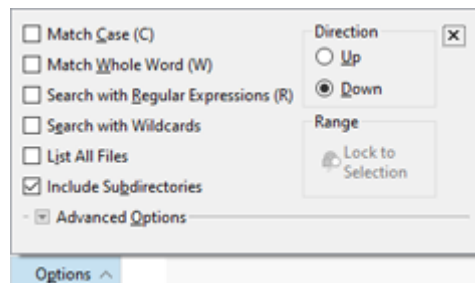 Match Case (C)
Match Whole Word (W)
Search with Regular Expressions (R)
Search with Wildcards
List All Files
Include Subdirectories
Advanced Options
Direction
Up
Down
Range
Lock to
Selection
Options